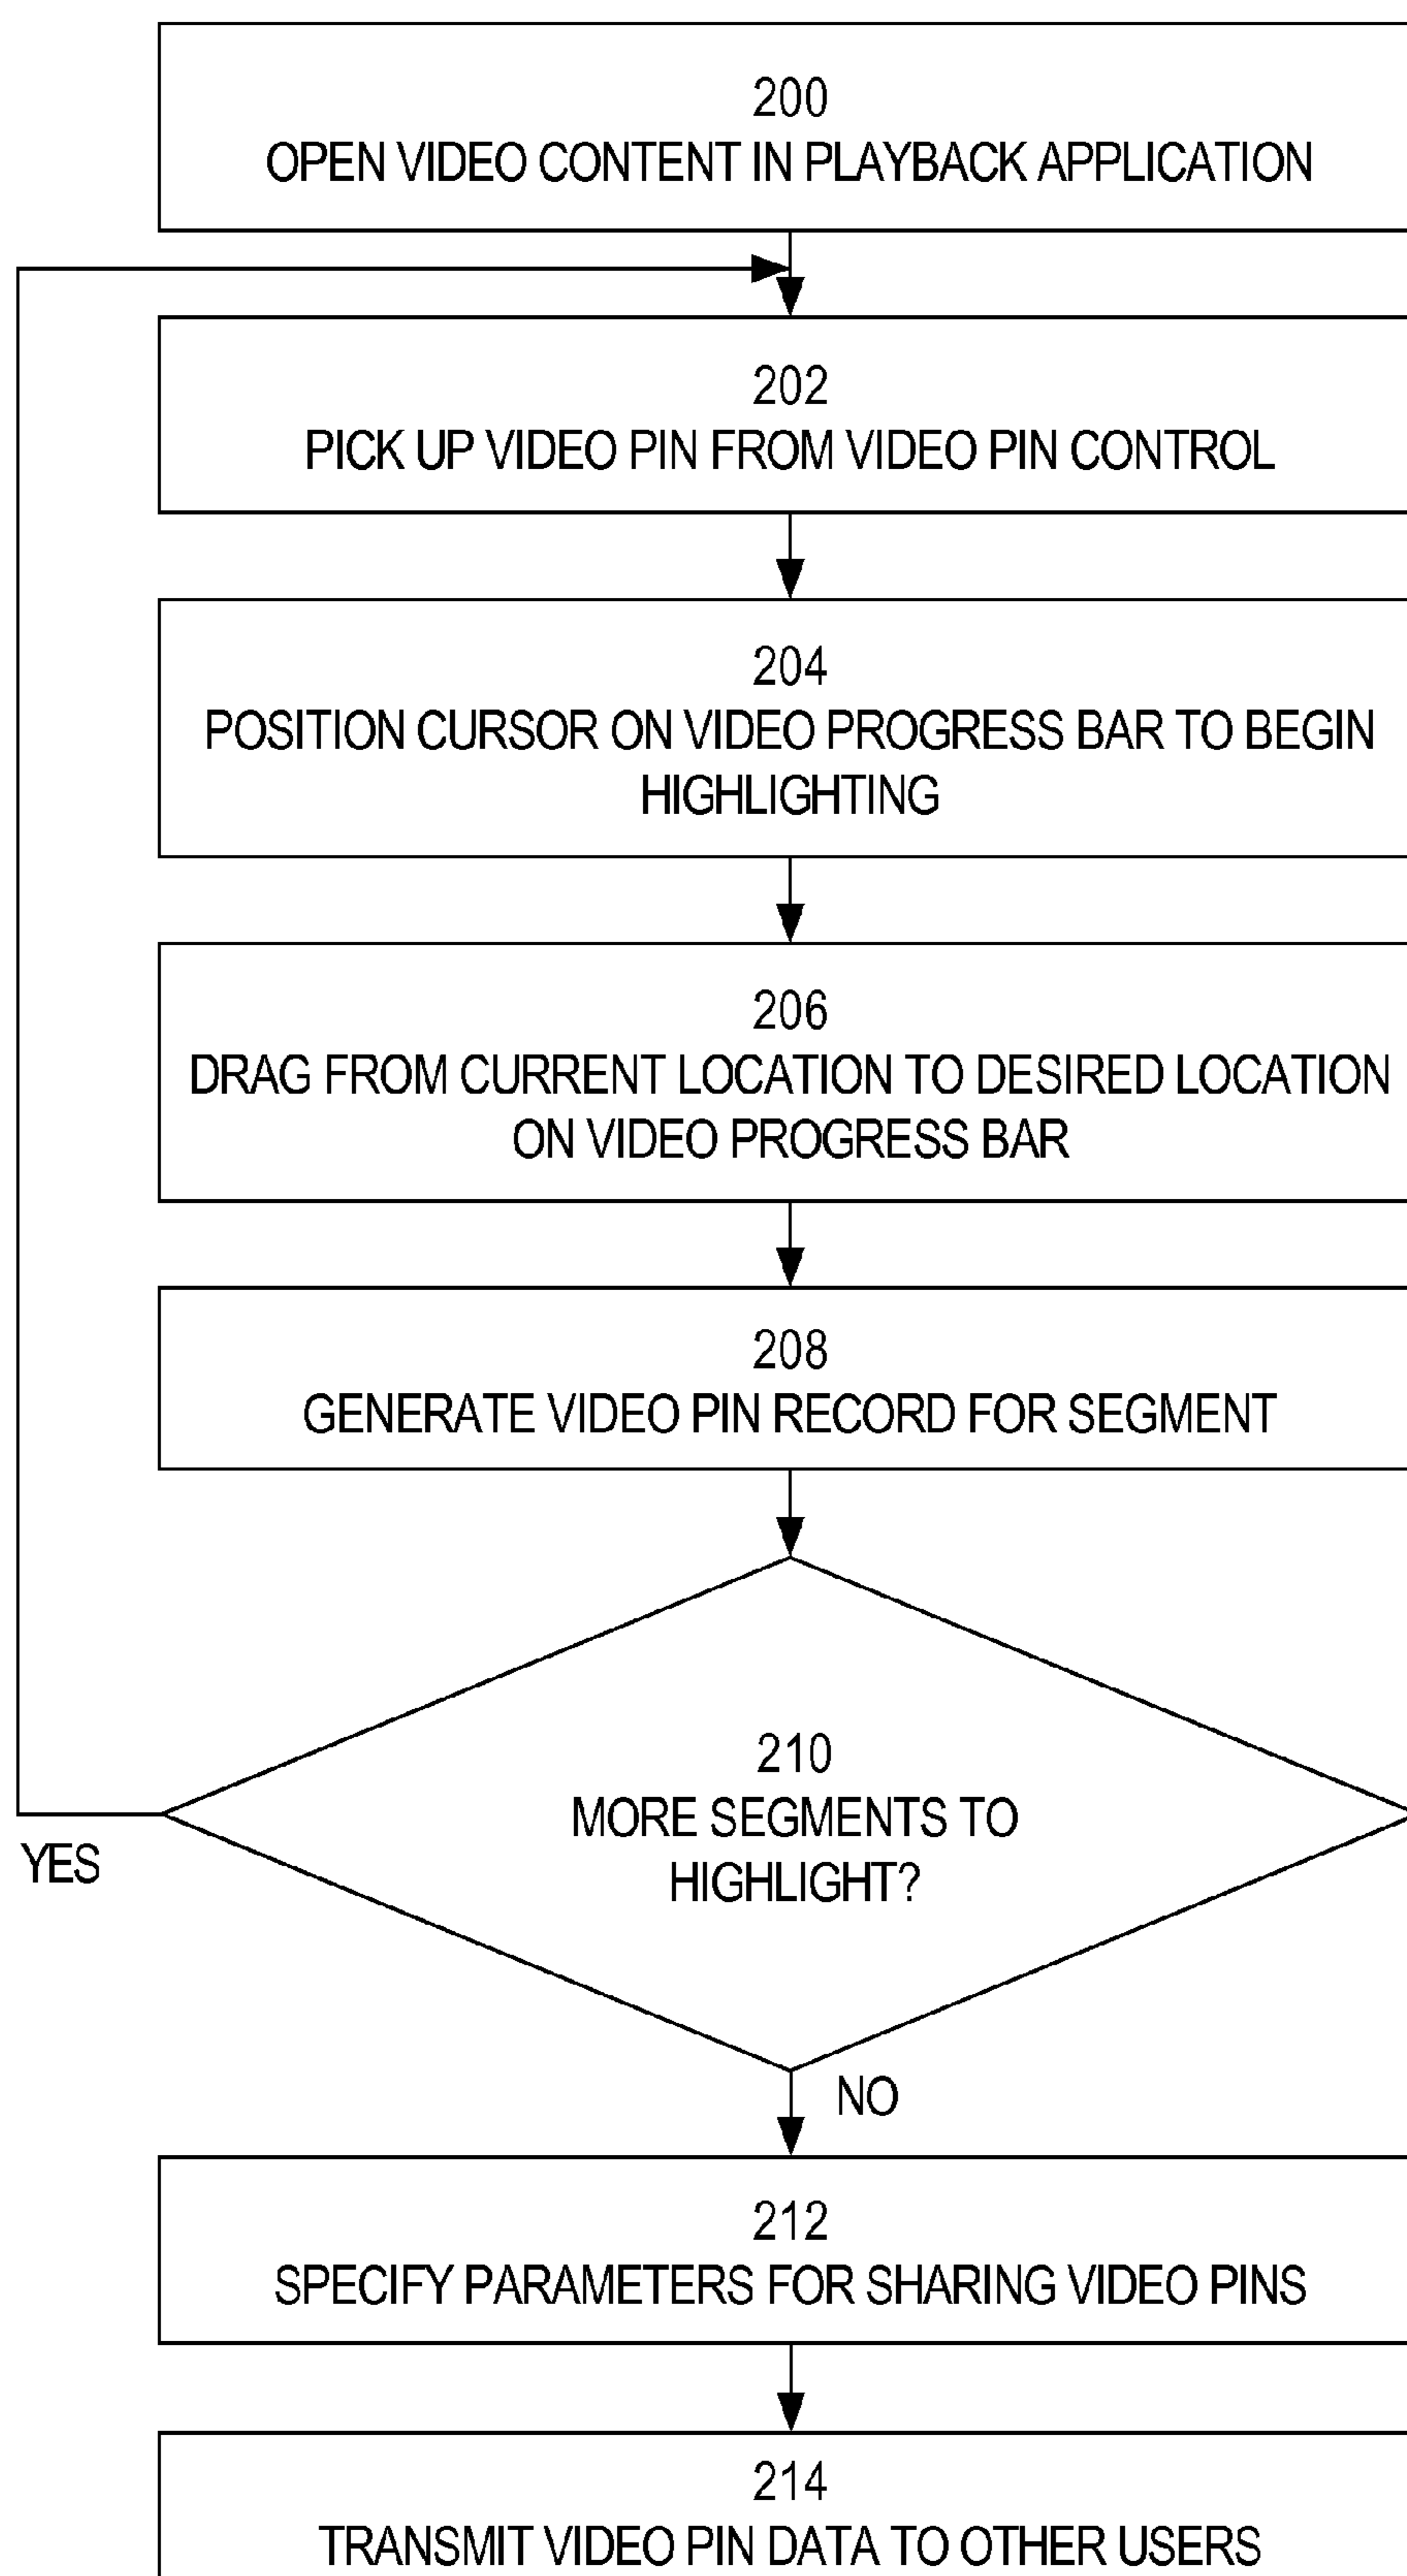 200
OPEN VIDEO CONTENT IN PLAYBACK APPLICATION
202
PICK UP VIDEO PIN FROM VIDEO PIN CONTROL
204
POSITION CURSOR ON VIDEO PROGRESS BAR TO BEGIN
HIGHLIGHTING
206
DRAG FROM CURRENT LOCATION TO DESIRED LOCATION
ON VIDEO PROGRESS BAR
208
GENERATE VIDEO PIN RECORD FOR SEGMENT
210
MORE SEGMENTS TO
HIGHLIGHT?
YES
NO
212
SPECIFY PARAMETERS FOR SHARING VIDEO PINS
214
TRANSMIT VIDEO PIN DATA TO OTHER USERS